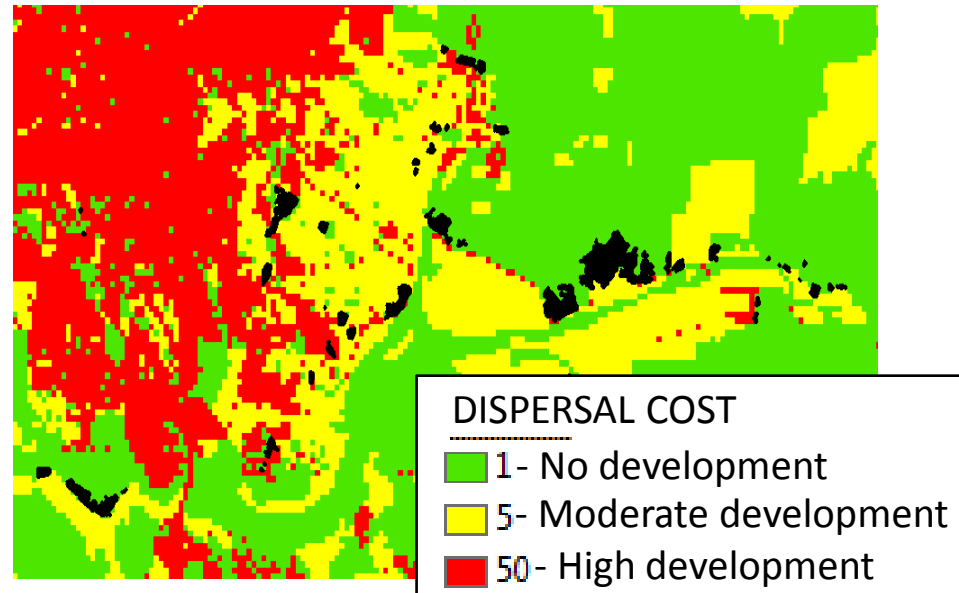 DISPERSAL COST
1- No development
5- Moderate development
50- High development